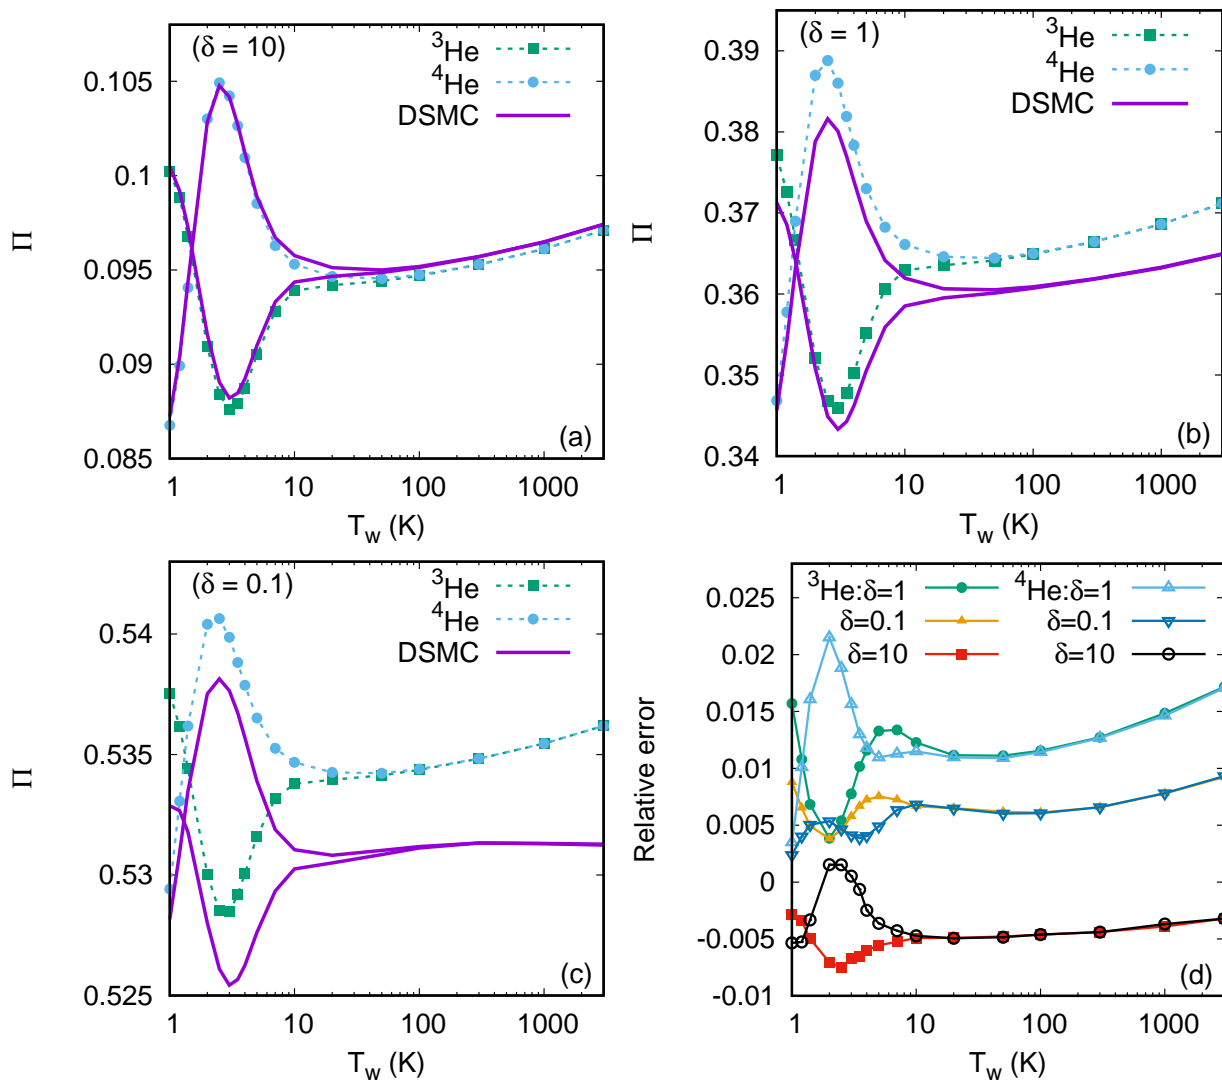 (δ = 10)
³He
⁴He
DSMC
0.105
0.1
0.095
0.09
0.085
Π
1
10
100
1000
T_w (K)
(a)
(δ = 1)
³He
⁴He
DSMC
0.39
0.38
0.37
0.36
0.35
0.34
Π
1
10
100
1000
T_w (K)
(b)
(δ = 0.1)
³He
⁴He
DSMC
0.54
0.535
0.53
0.525
Π
1
10
100
1000
T_w (K)
(c)
³He:δ=1
δ=0.1
δ=10
⁴He:δ=1
δ=0.1
δ=10
0.025
0.02
0.015
0.01
0.005
0
-0.005
-0.01
Relative error
1
10
100
1000
T_w (K)
(d)